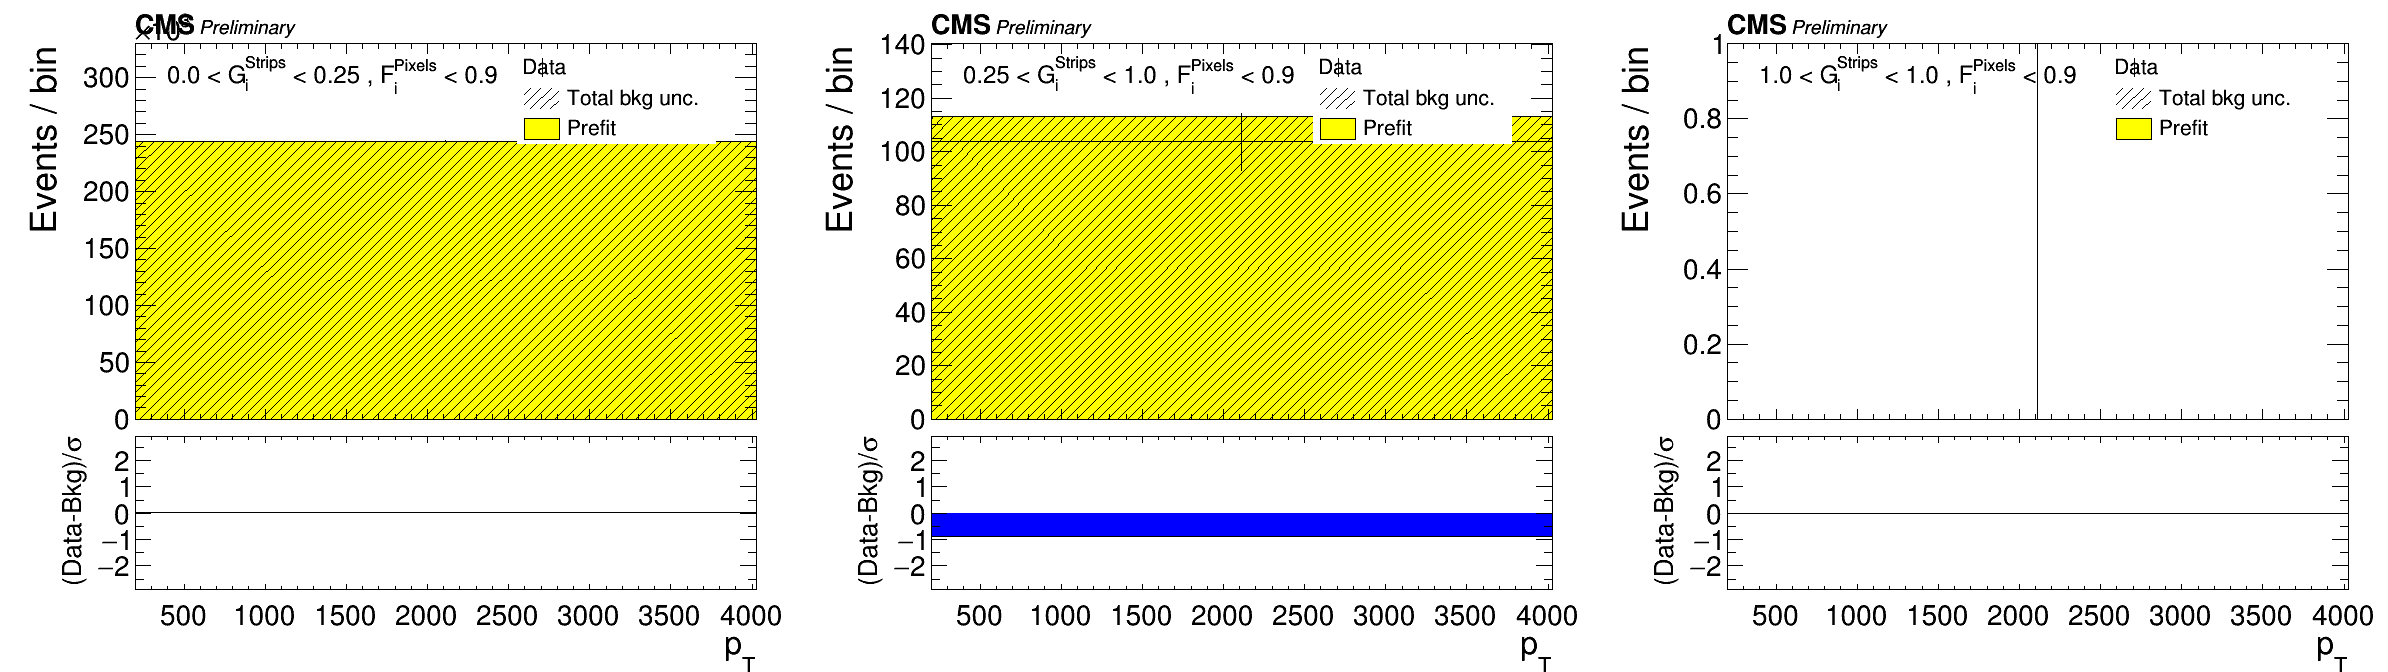 CMS Preliminary
×10³
Events / bin
0.0 < G_i^Strips < 0.25 , F_i^Pixels < 0.9
Data
Total bkg unc.
Prefit
300
250
200
150
100
50
0
(Data-Bkg)/σ
2
1
0
−1
−2
500 1000 1500 2000 2500 3000 3500 4000
p_T
CMS Preliminary
Events / bin
0.25 < G_i^Strips < 1.0 , F_i^Pixels < 0.9
Data
Total bkg unc.
Prefit
140
120
100
80
60
40
20
0
(Data-Bkg)/σ
2
1
0
−1
−2
500 1000 1500 2000 2500 3000 3500 4000
p_T
CMS Preliminary
Events / bin
1.0 < G_i^Strips < 1.0 , F_i^Pixels < 0.9
Data
Total bkg unc.
Prefit
1
0.8
0.6
0.4
0.2
0
(Data-Bkg)/σ
2
1
0
−1
−2
500 1000 1500 2000 2500 3000 3500 4000
p_T